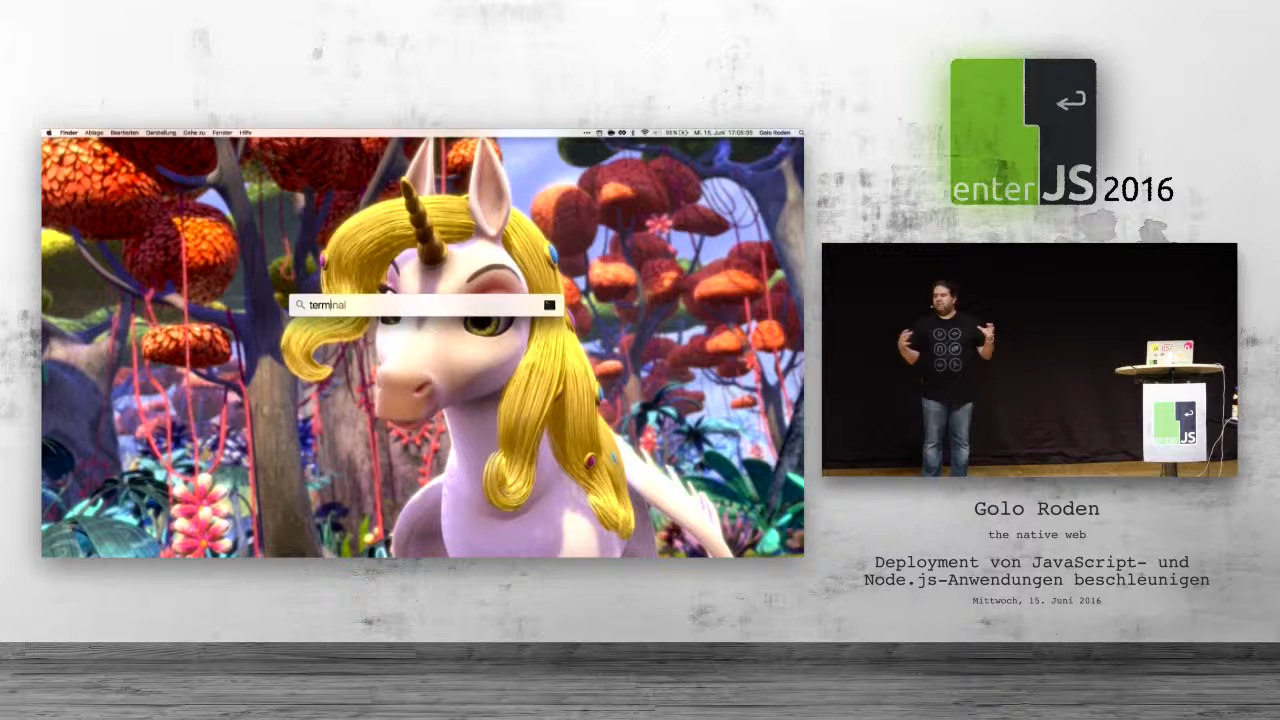 Finder Ablage Bearbeiten Darstellung Gehe zu Fenster Hilfe
Mi. 15. Juni 17:05:35 Golo Roden
terminal
enterJS 2016
JS
Golo Roden
the native web
Deployment von JavaScript- und
Node.js-Anwendungen beschleunigen
Mittwoch, 15. Juni 2016